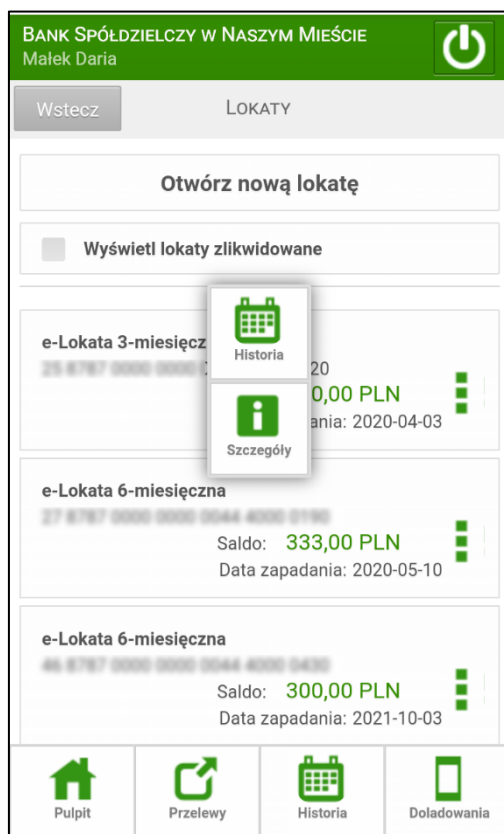 BANK SPÓŁDZIELCZY W NASZYM MIEŚCIE
Małek Daria
Wstecz
LOKATY
Otwórz nową lokatę
Wyświetl lokaty zlikwidowane
e-Lokata 3-miesięcz
20
0,00 PLN
ania: 2020-04-03
Historia
Szczegóły
e-Lokata 6-miesięczna
Saldo: 333,00 PLN
Data zapadania: 2020-05-10
e-Lokata 6-miesięczna
Saldo: 300,00 PLN
Data zapadania: 2021-10-03
Pulpit
Przelewy
Historia
Doladowania